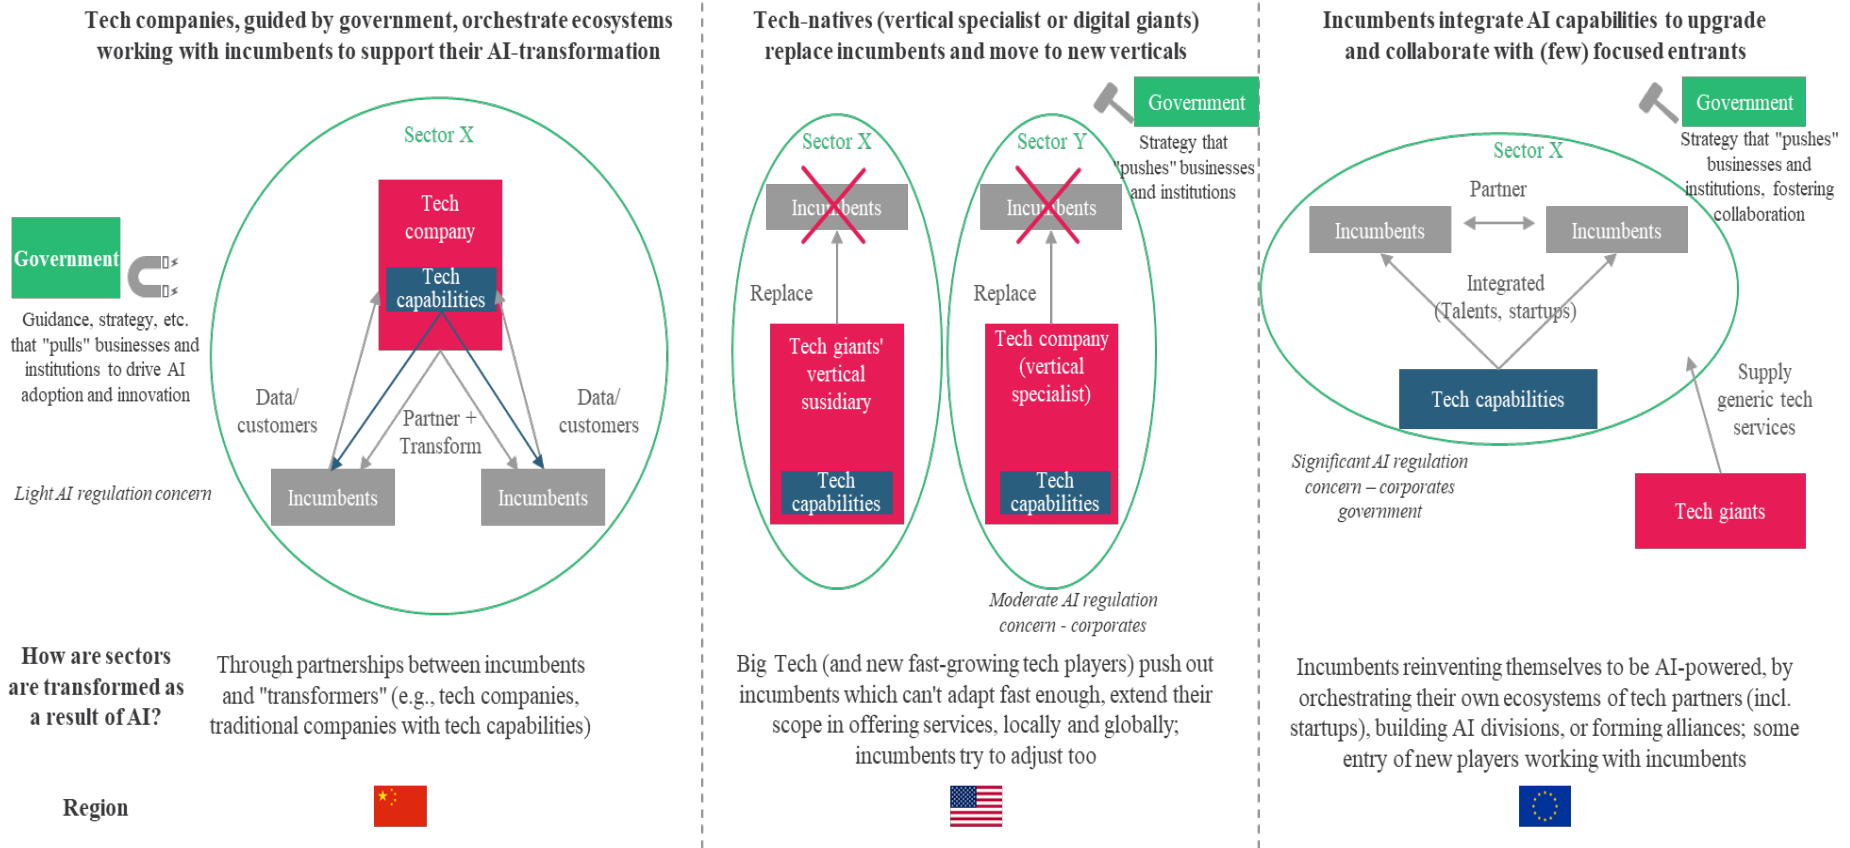 Tech companies, guided by government, orchestrate ecosystems
working with incumbents to support their AI-transformation
Sector X
Tech
company
Tech
capabilities
Government
Guidance, strategy, etc.
that "pulls" businesses and
institutions to drive AI
adoption and innovation
Data/
customers
Partner +
Transform
Data/
customers
Incumbents
Incumbents
Light AI regulation concern
Tech-natives (vertical specialist or digital giants)
replace incumbents and move to new verticals
Government
Strategy that
"pushes" businesses
and institutions
Sector X
Incumbents
Replace
Tech giants'
vertical
susidiary
Tech
capabilities
Sector Y
Incumbents
Replace
Tech company
(vertical
specialist)
Tech
capabilities
Moderate AI regulation
concern - corporates
Incumbents integrate AI capabilities to upgrade
and collaborate with (few) focused entrants
Government
Strategy that "pushes"
businesses and
institutions, fostering
collaboration
Sector X
Partner
Incumbents
Incumbents
Integrated
(Talents, startups)
Tech capabilities
Supply
generic tech
services
Tech giants
Significant AI regulation
concern – corporates
government
How are sectors
are transformed as
a result of AI?
Through partnerships between incumbents
and "transformers" (e.g., tech companies,
traditional companies with tech capabilities)
Big Tech (and new fast-growing tech players) push out
incumbents which can't adapt fast enough, extend their
scope in offering services, locally and globally;
incumbents try to adjust too
Incumbents reinventing themselves to be AI-powered, by
orchestrating their own ecosystems of tech partners (incl.
startups), building AI divisions, or forming alliances; some
entry of new players working with incumbents
Region